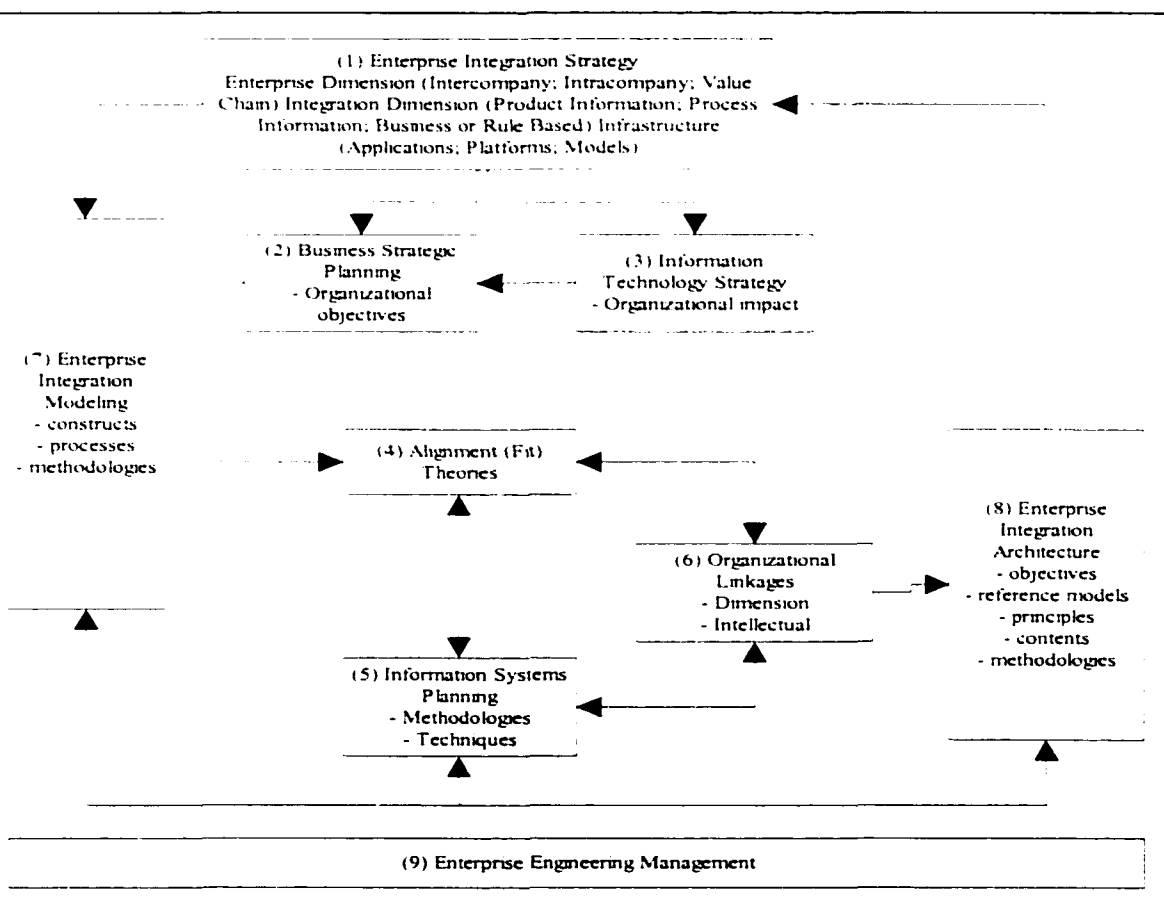 (1) Enterprise Integration Strategy
Enterprise Dimension (Intercompany; Intracompany; Value
Chain) Integration Dimension (Product Information; Process
Information; Business or Rule Based) Infrastructure
(Applications; Platforms; Models)
(2) Business Strategic
Planning
- Organizational
objectives
(3) Information
Technology Strategy
- Organizational impact
(7) Enterprise
Integration
Modeling
- constructs
- processes
- methodologies
(4) Alignment (Fit)
Theories
(6) Organizational
Linkages
- Dimension
- Intellectual
(8) Enterprise
Integration
Architecture
- objectives
- reference models
- principles
- contents
- methodologies
(5) Information Systems
Planning
- Methodologies
- Techniques
(9) Enterprise Engineering Management